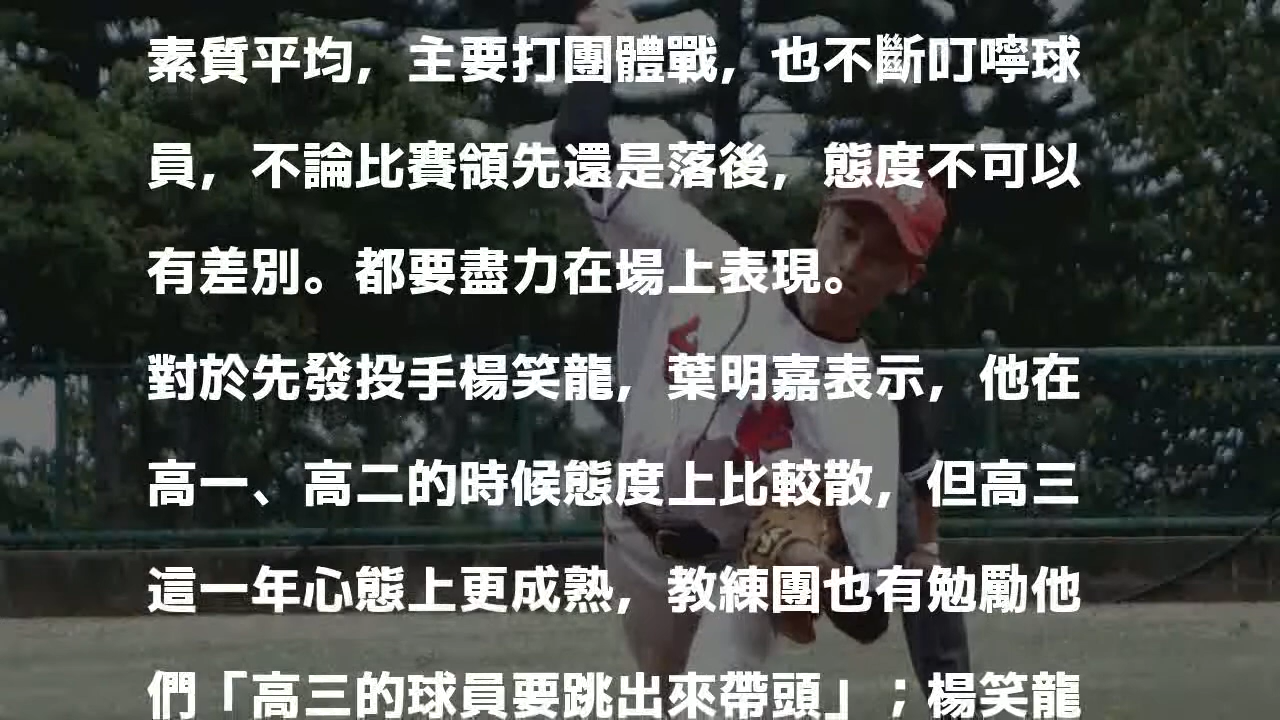 素質平均，主要打團體戰，也不斷叮嚀球
員，不論比賽領先還是落後，態度不可以
有差別。都要盡力在場上表現。
對於先發投手楊笑龍，葉明嘉表示，他在
高一、高二的時候態度上比較散，但高三
這一年心態上更成熟，教練團也有勉勵他
們「高三的球員要跳出來帶頭」；楊笑龍